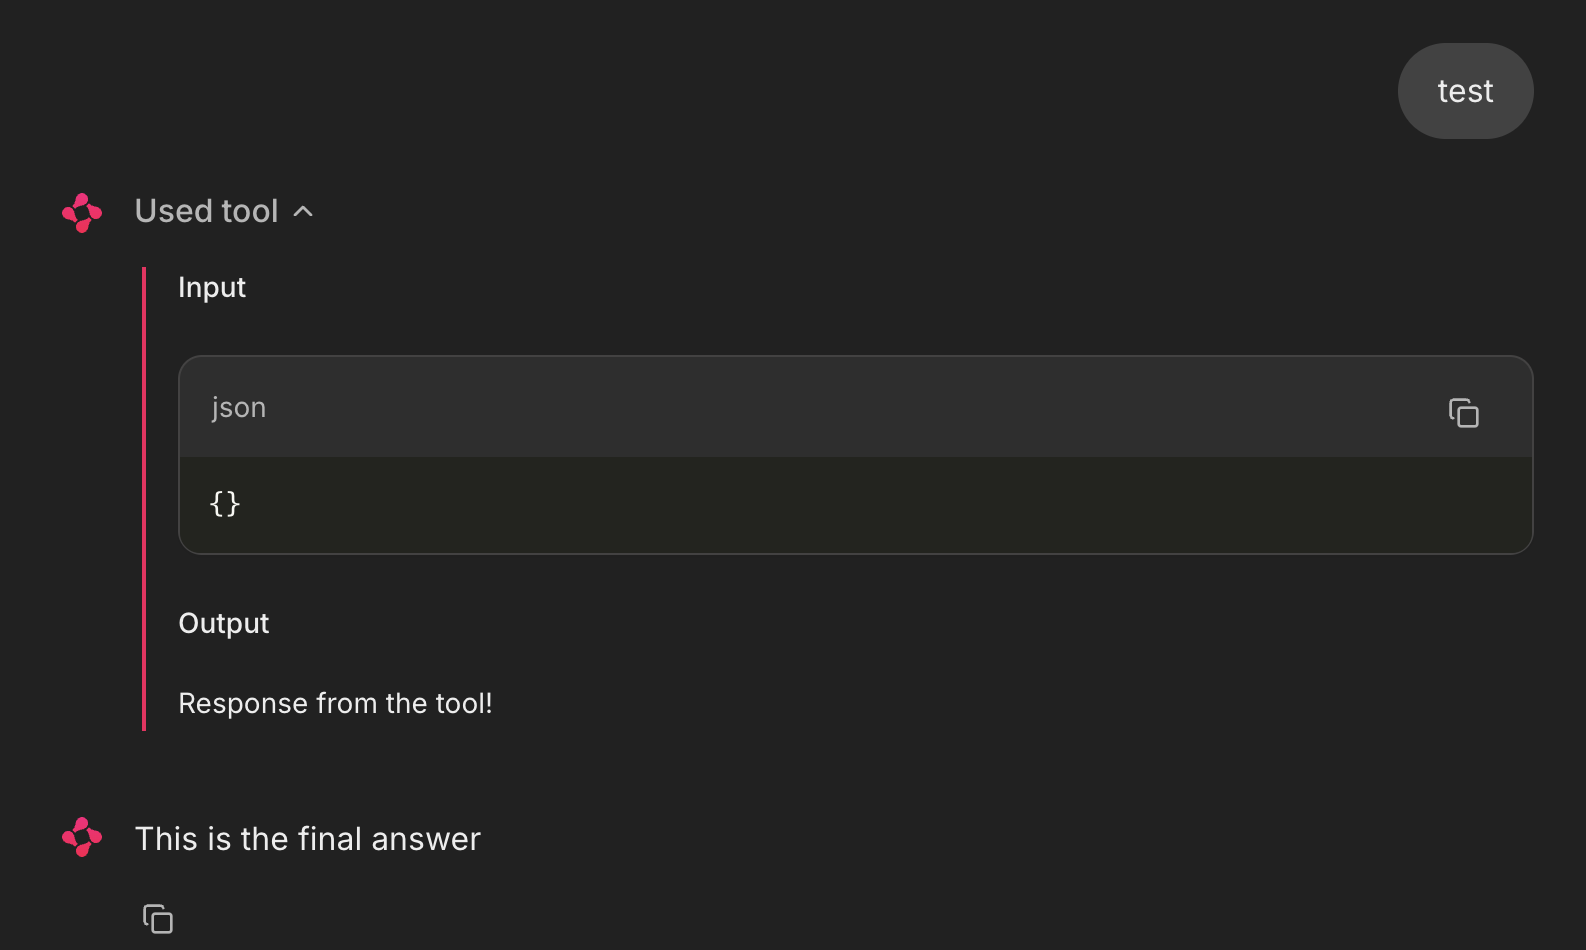 test
Used tool
Input
json
{}
Output
Response from the tool!
This is the final answer